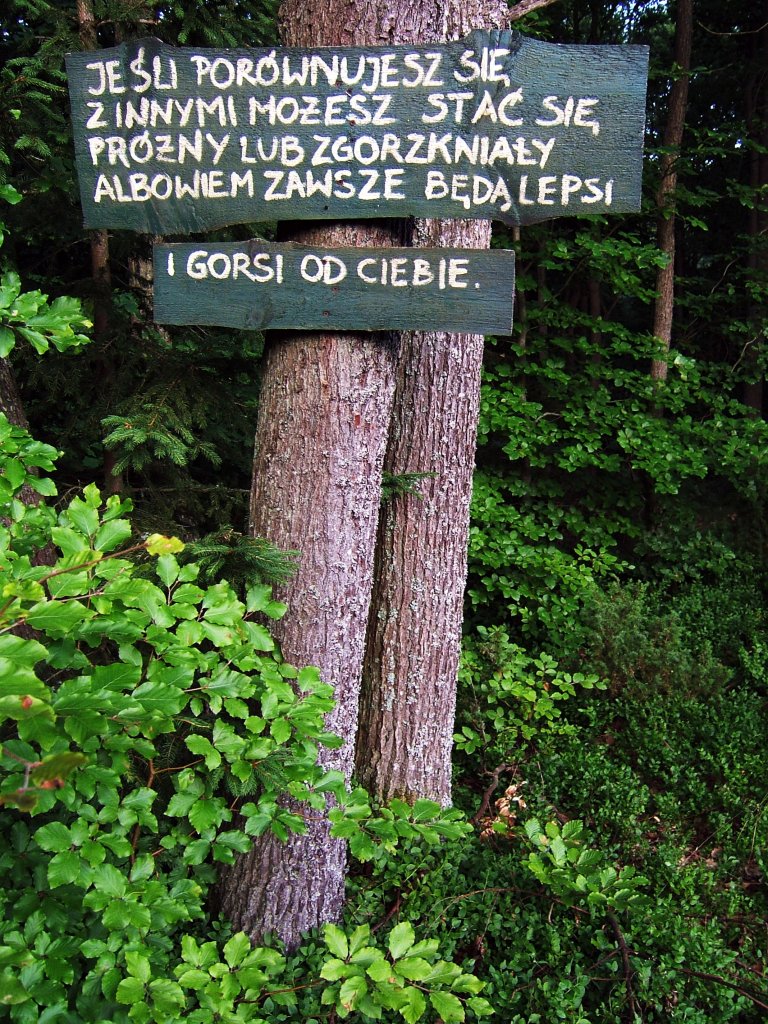 JEŚLI PORÓWNUJESZ SIĘ
Z INNYMI MOŻESZ STAĆ SIĘ
PRÓŻNY LUB ZGORZKNIAŁY
ALBOWIEM ZAWSZE BĘDĄ LEPSI
I GORSI OD CIEBIE.